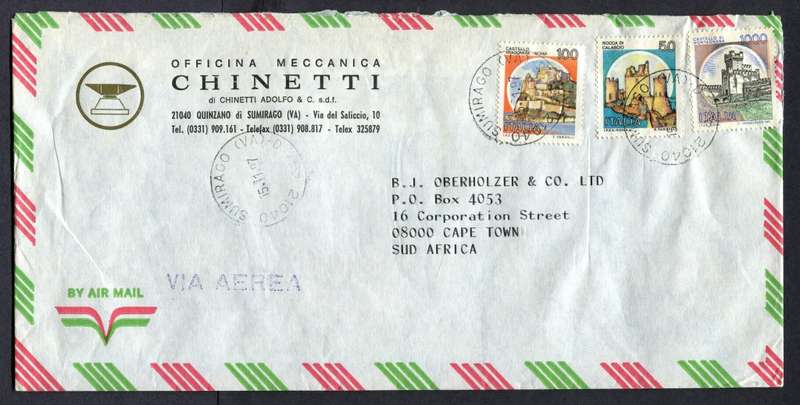 OFFICINA MECCANICA
CHINETTI
di CHINETTI ADOLFO & C. s.d.f.
21040 QUINZANO di SUMIRAGO (VA) - Via del Saliccio, 10
Tel. (0331) 909.161 - Telefax (0331) 908.817 - Telex 325879
100
ROCCA DI CALASCIO
50
ITALIA
1000
21040 SUMIRAGO (VA)
B.J. OBERHOLZER & CO. LTD
P.O. Box 4053
16 Corporation Street
08000 CAPE TOWN
SUD AFRICA
VIA AEREA
BY AIR MAIL